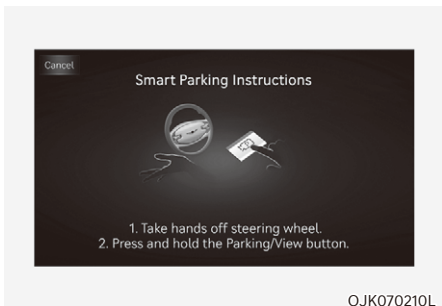 Cancel
Smart Parking Instructions
1. Take hands off steering wheel.
2. Press and hold the Parking/View button.
OJK070210L